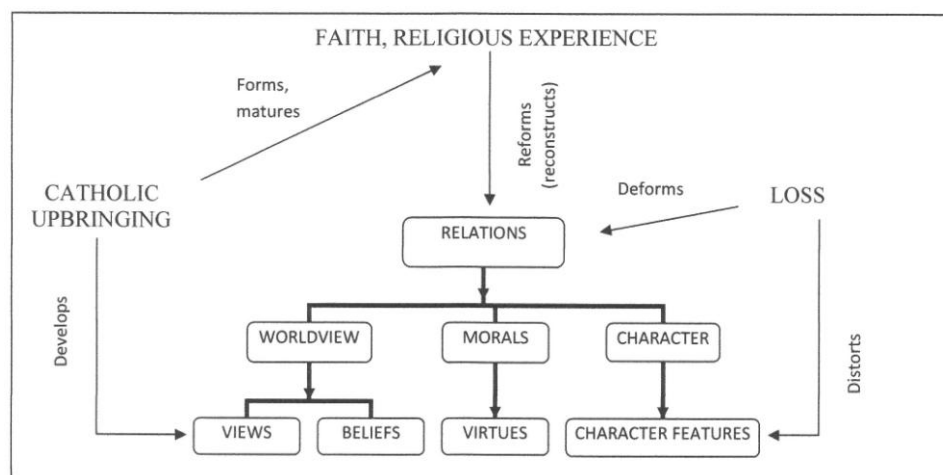 FAITH, RELIGIOUS EXPERIENCE
Forms,
matures
Reforms
(reconstructs)
Deforms
CATHOLIC
UPBRINGING
LOSS
RELATIONS
Develops
WORLDVIEW
MORALS
CHARACTER
Distorts
VIEWS
BELIEFS
VIRTUES
CHARACTER FEATURES